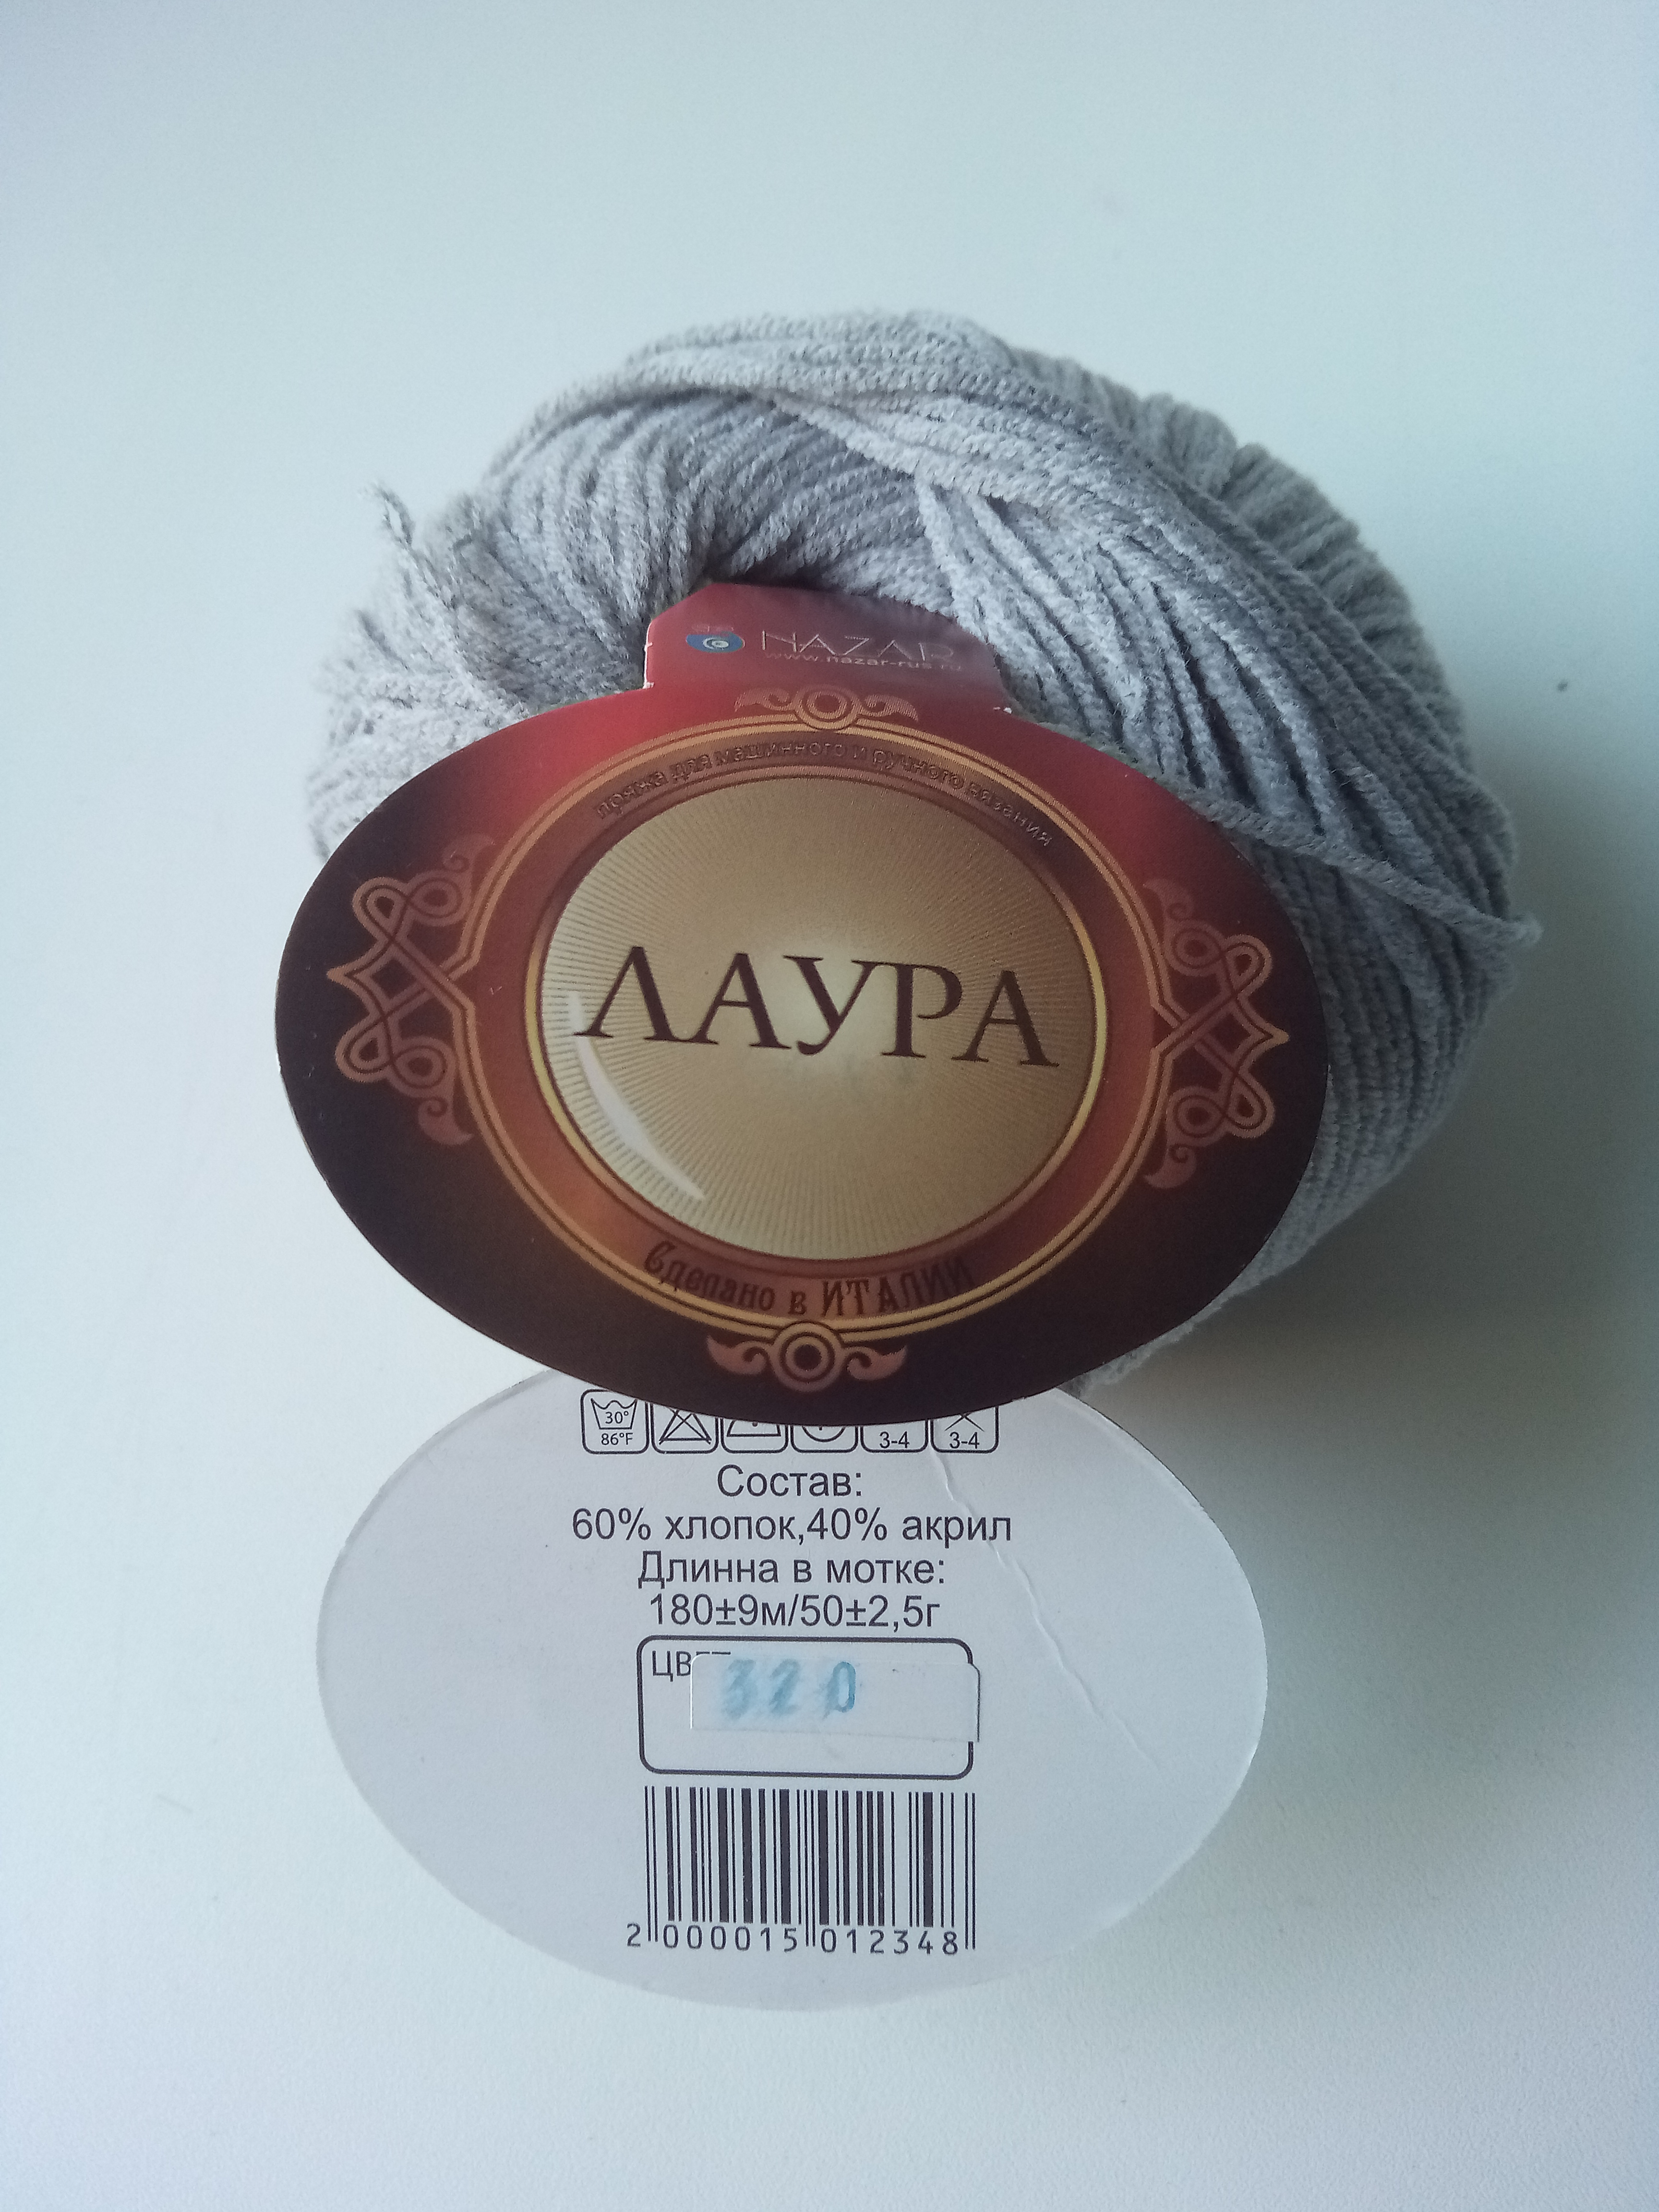 NAZAR
www.nazar-rus.ru
пряжа для машинного и ручного вязания
ЛАУРА
Сделано в ИТАЛИИ
30°
86°F
3-4
3-4
Состав:
60% хлопок,40% акрил
Длинна в мотке:
180±9м/50±2,5г
320
2 000015 012348